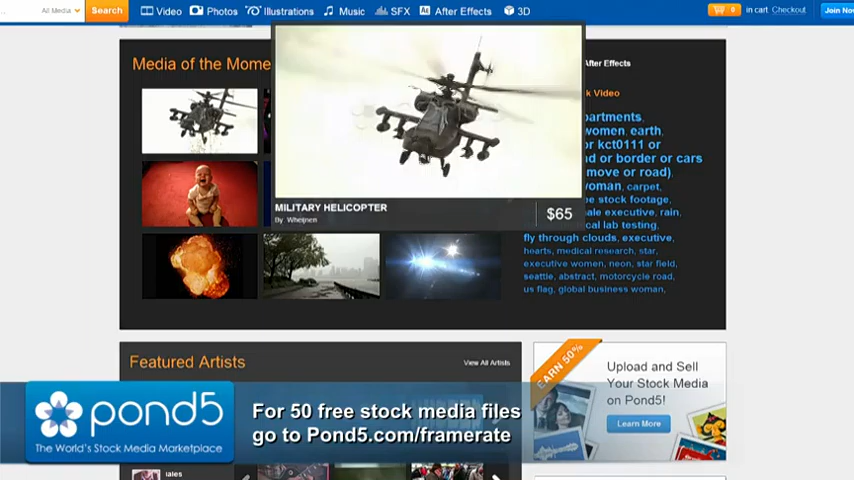 All Media
Search
Video
Photos
Illustrations
Music
SFX
Ae
After Effects
3D
0
in cart
Checkout
Join Now
Media of the Mome
After Effects
k Video
partments,
women, earth,
or kct0111 or
nd or border or cars
move or road),
woman, carpet,
ee stock footage,
ale executive, rain,
cal lab testing,
fly through clouds, executive,
hearts, medical research, star,
executive women, neon, star field,
seattle, abstract, motorcycle road,
us flag, global business woman,
MILITARY HELICOPTER
By Wheijnen
$65
Featured Artists
View All Artists
EARN 50%
Upload and Sell
Your Stock Media
on Pond5!
Learn More
pond5
The World's Stock Media Marketplace
For 50 free stock media files
go to Pond5.com/framerate
iales